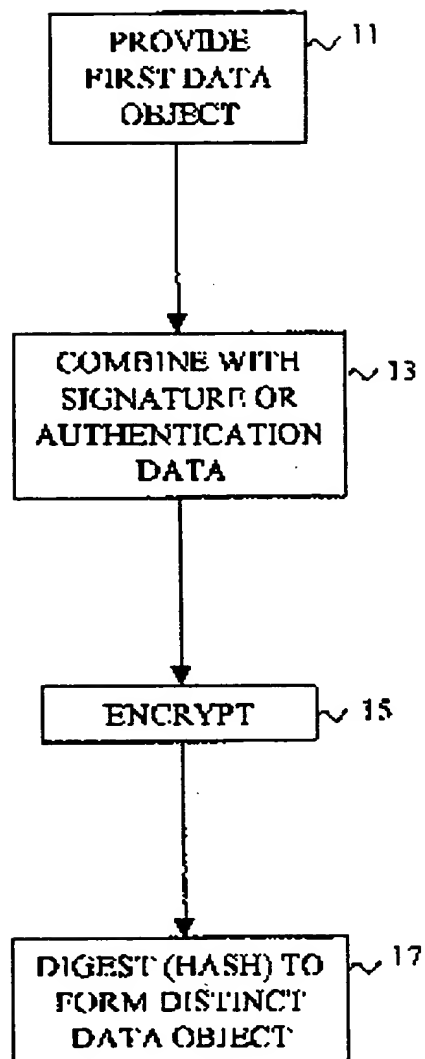 PROVIDE
FIRST DATA
OBJECT
11
COMBINE WITH
SIGNATURE OR
AUTHENTICATION
DATA
13
ENCRYPT
15
DIGEST (HASH) TO
FORM DISTINCT
DATA OBJECT
17